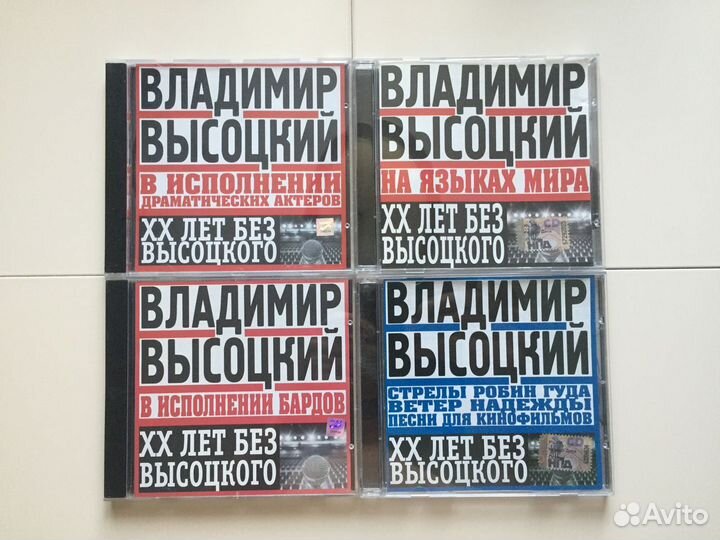 ВЛАДИМИР
ВЫСОЦКИЙ
В ИСПОЛНЕНИИ
ДРАМАТИЧЕСКИХ АКТЕРОВ
XX ЛЕТ БЕЗ
ВЫСОЦКОГО
ВЛАДИМИР
ВЫСОЦКИЙ
НА ЯЗЫКАХ МИРА
XX ЛЕТ БЕЗ
ВЫСОЦКОГО
ВЛАДИМИР
ВЫСОЦКИЙ
В ИСПОЛНЕНИИ БАРДОВ
XX ЛЕТ БЕЗ
ВЫСОЦКОГО
ВЛАДИМИР
ВЫСОЦКИЙ
СТРЕЛЫ РОБИН ГУДА
ВЕТЕР НАДЕЖДЫ
ПЕСНИ ДЛЯ КИНОФИЛЬМОВ
XX ЛЕТ БЕЗ
ВЫСОЦКОГО
Avito